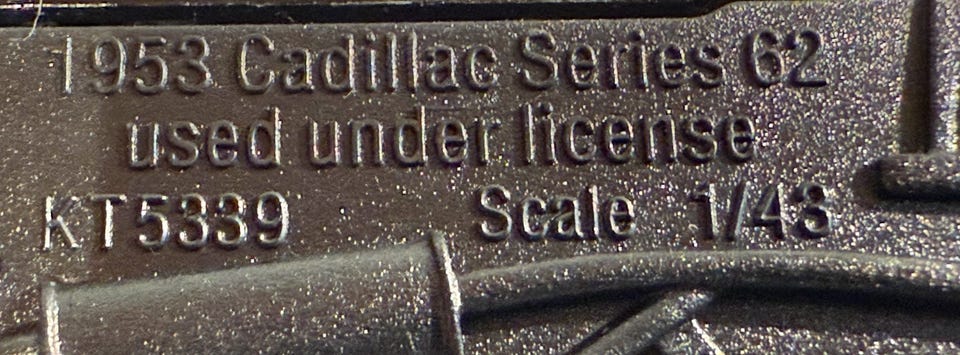 1953 Cadillac Series 62
used under license
KT5339 Scale 1/43